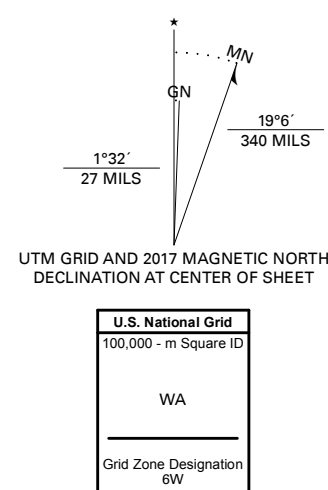 ★
MN
GN
19°6´
340 MILS
1°32´
27 MILS
UTM GRID AND 2017 MAGNETIC NORTH
DECLINATION AT CENTER OF SHEET
U.S. National Grid
100,000 - m Square ID
WA
Grid Zone Designation
6W